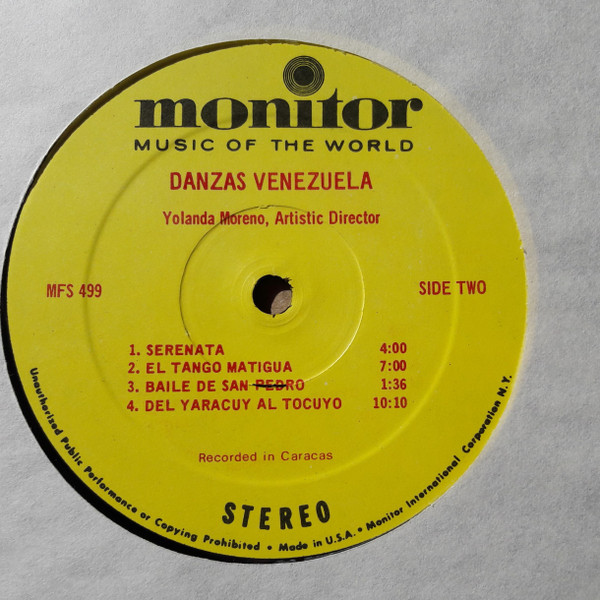 monitor
MUSIC OF THE WORLD
DANZAS VENEZUELA
Yolanda Moreno, Artistic Director
MFS 499
SIDE TWO
1. SERENATA 4:00
2. EL TANGO MATIGUA 7:00
3. BAILE DE SAN PEDRO 1:36
4. DEL YARACUY AL TOCUYO 10:10
Recorded in Caracas
STEREO
Unauthorized Public Performance or Copying Prohibited • Made in U.S.A. • Monitor International Corporation N.Y.